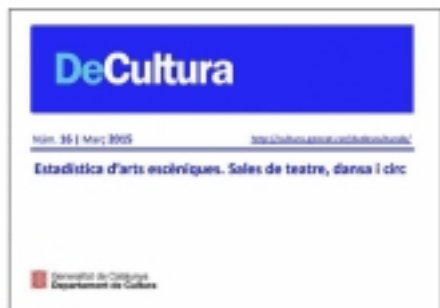 DeCultura
Núm. 16 | Març 2015
Estadística d'arts escèniques. Sales de teatre, dansa i circ
Generalitat de Catalunya
Departament de Cultura